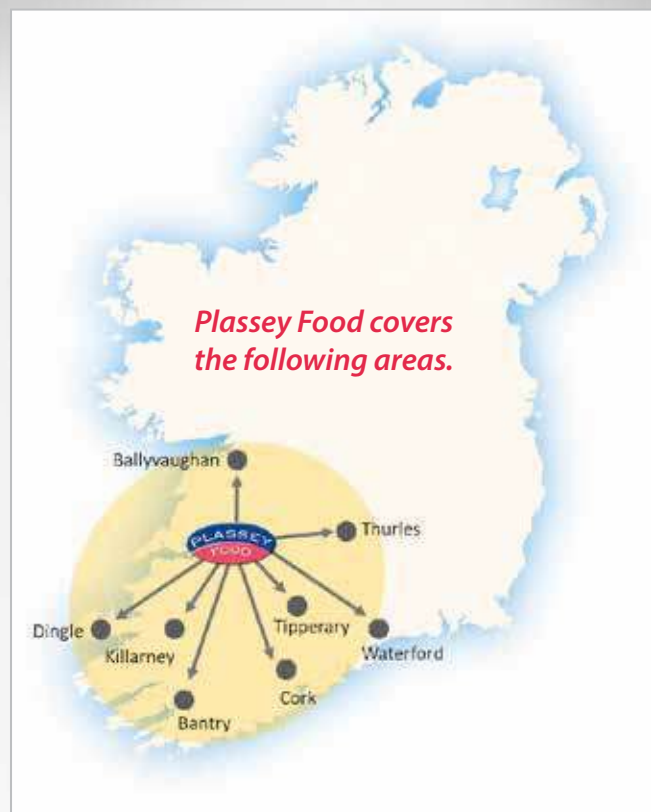 Plassey Food covers
the following areas.
Ballyvaughan
PLASSEY
FOOD
Thurles
Dingle
Killarney
Tipperary
Waterford
Cork
Bantry